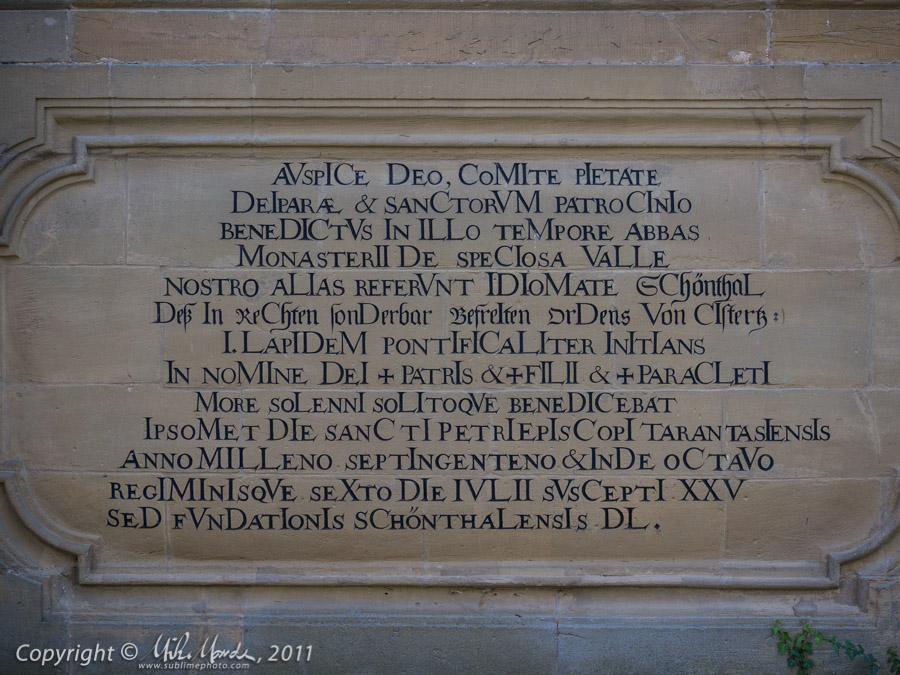 AVSPICE DEO, COMITE PIETATE
DEIPARÆ & SANCTORVM PATROCINIO
BENEDICTVS IN ILLO TEMPORE ABBAS
MONASTERII DE SPECIOSA VALLE
NOSTRO ALIAS REFERVNT IDIOMATE SCHőNTHAL
Deß In ReChten sonDerbar BefreIten OrDens Von CIstertz:
I. LAPIDEM PONTIFICALITER INITIANS
IN NOMINE DEI + PATRIS &+FILII & +PARACLETI
MORE SOLENNI SOLITOQVE BENEDICEBAT
IPSOMET DIE SANCTI PETRI EPISCOPI TARANTASIENSIS
ANNO MILLENO SEPTINGENTENO & INDE OCTAVO
REGIMINISQVE SEXTO DIE IVLII SVSCEPTI XXV
SED FVNDATIONIS SCHőNTHALENSIS DL.
Copyright © , 2011
www.sublimephoto.com